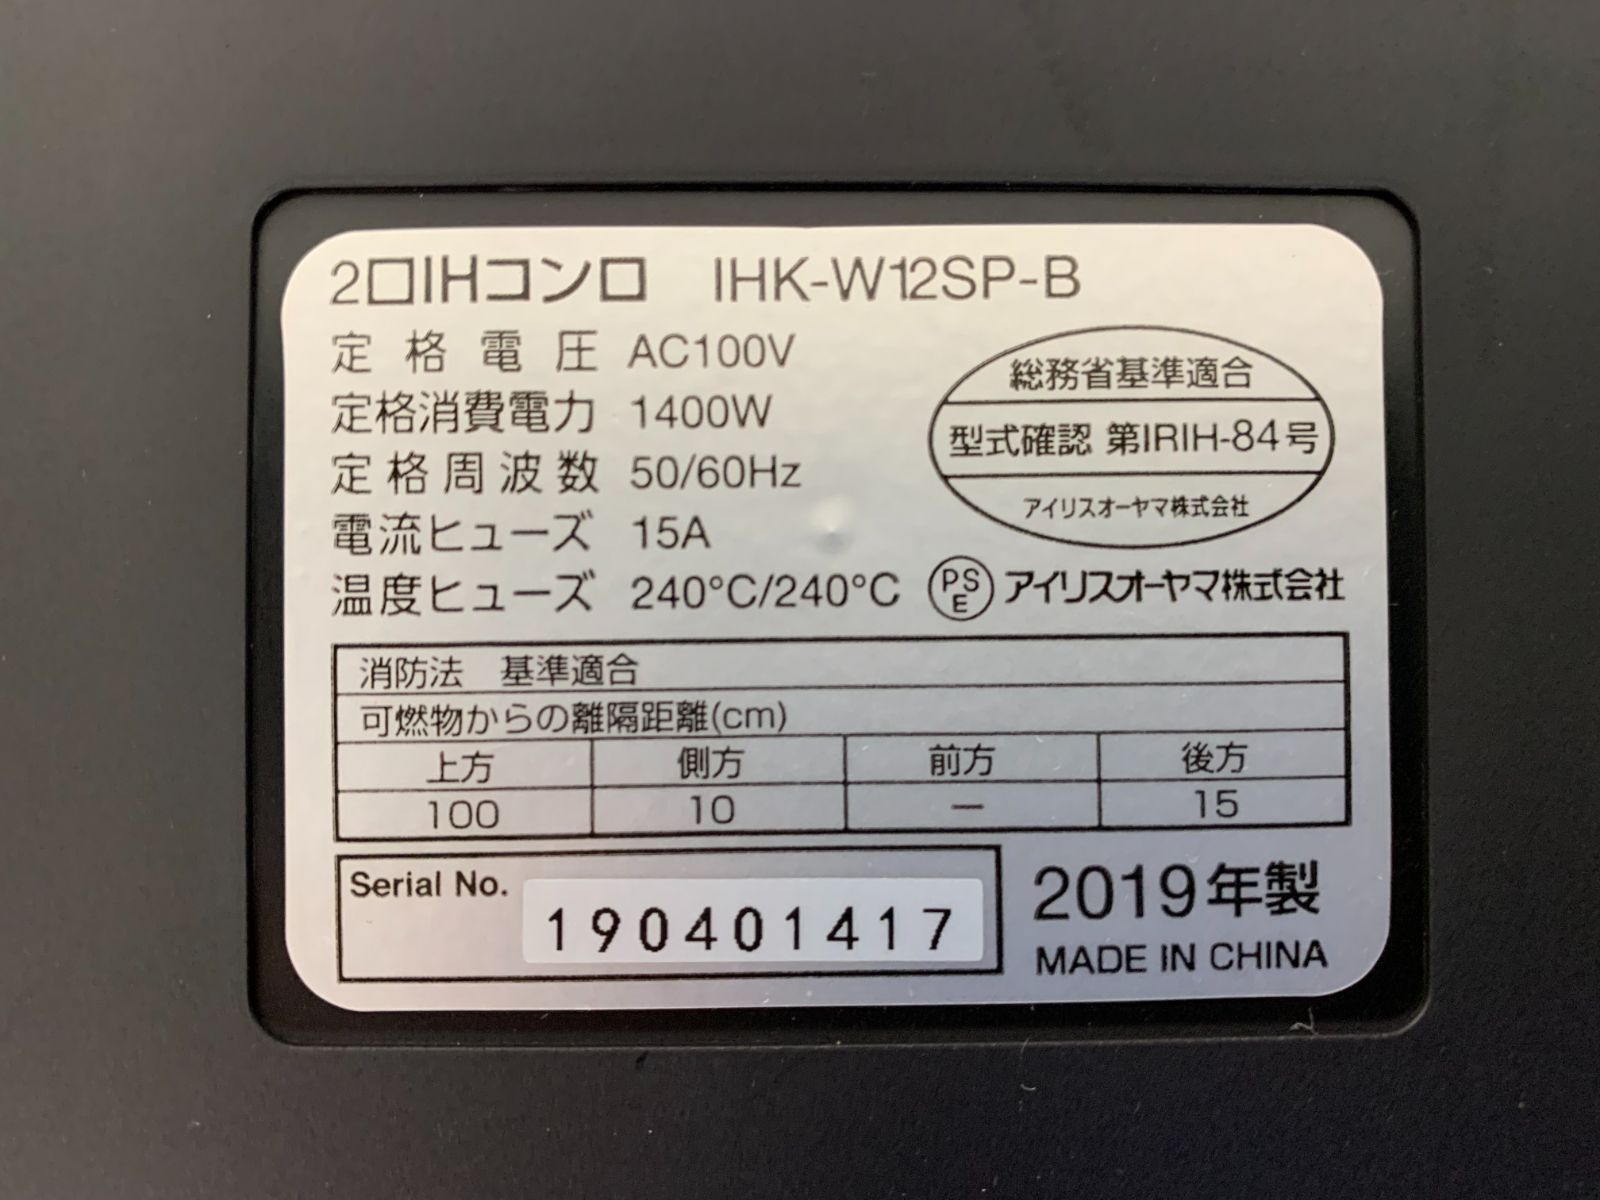 2口IHコンロ IHK-W12SP-B
定格電圧 AC100V
定格消費電力 1400W
定格周波数 50/60Hz
電流ヒューズ 15A
温度ヒューズ 240°C/240°C
総務省基準適合
型式確認 第IRIH-84号
アイリスオーヤマ株式会社
PSE アイリスオーヤマ株式会社
消防法 基準適合
可燃物からの離隔距離(cm)
上方 側方 前方 後方
100 10 — 15
Serial No. 190401417
2019年製
MADE IN CHINA